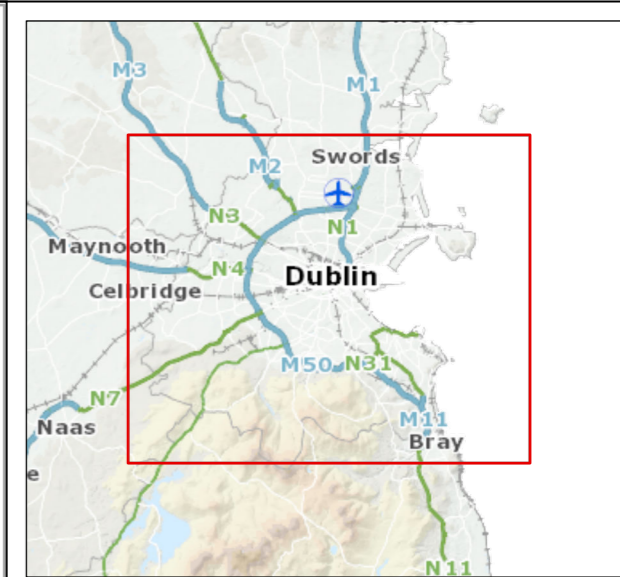 M3
M1
Swords
M2
N3
N1
Maynooth
N4
Dublin
Celbridge
M50
N31
N7
M11
Naas
Bray
e
N11